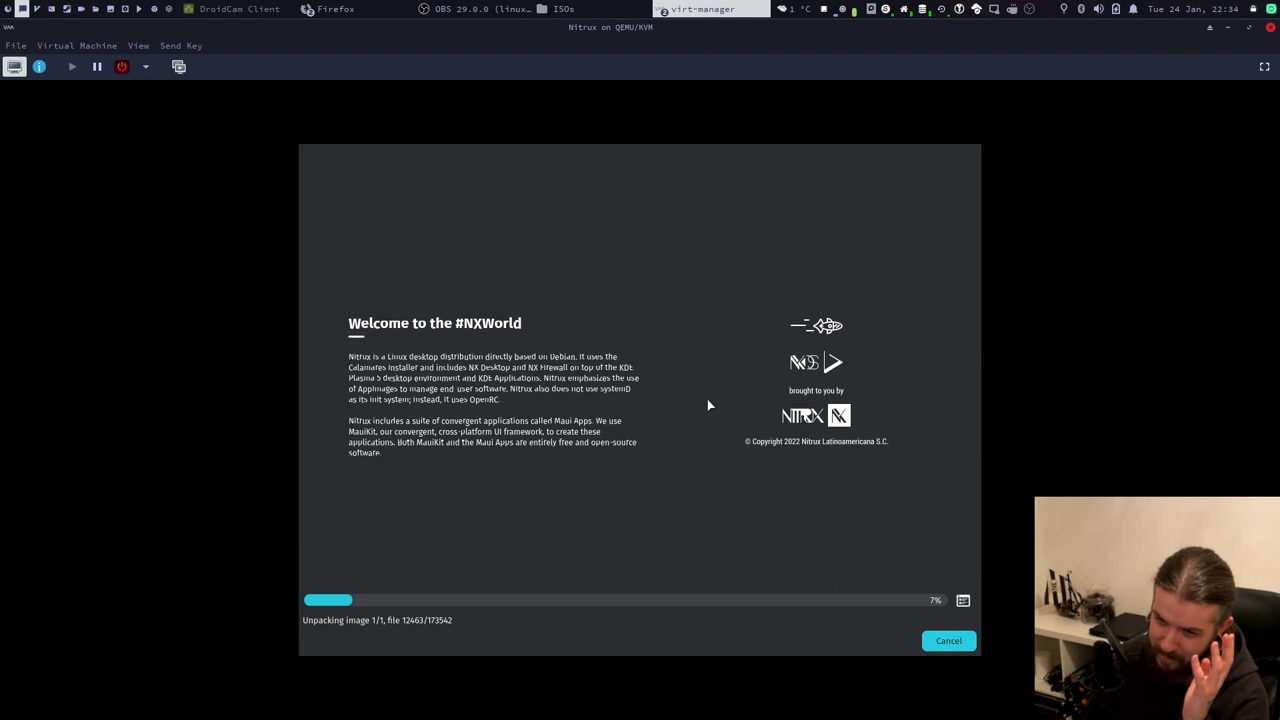 DroidCam Client
Firefox
OBS 29.0.0 (linux...
ISOs
virt-manager
1 °C
Tue 24 Jan, 22:34
Nitrux on QEMU/KVM
File Virtual Machine View Send Key
Welcome to the #NXWorld
Nitrux is a Linux desktop distribution directly based on Debian. It uses the
Calamares installer and includes NX Desktop and NX Firewall on top of the KDE
Plasma 5 desktop environment and KDE Applications. Nitrux emphasizes the use
of AppImages to manage end-user software. Nitrux also does not use systemD
as its init system; instead, it uses OpenRC.
Nitrux includes a suite of convergent applications called Maui Apps. We use
MauiKit, our convergent, cross-platform UI framework, to create these
applications. Both MauiKit and the Maui Apps are entirely free and open-source
software.
NXOS
brought to you by
NITRUX
© Copyright 2022 Nitrux Latinoamericana S.C.
7%
Unpacking image 1/1, file 12463/173542
Cancel